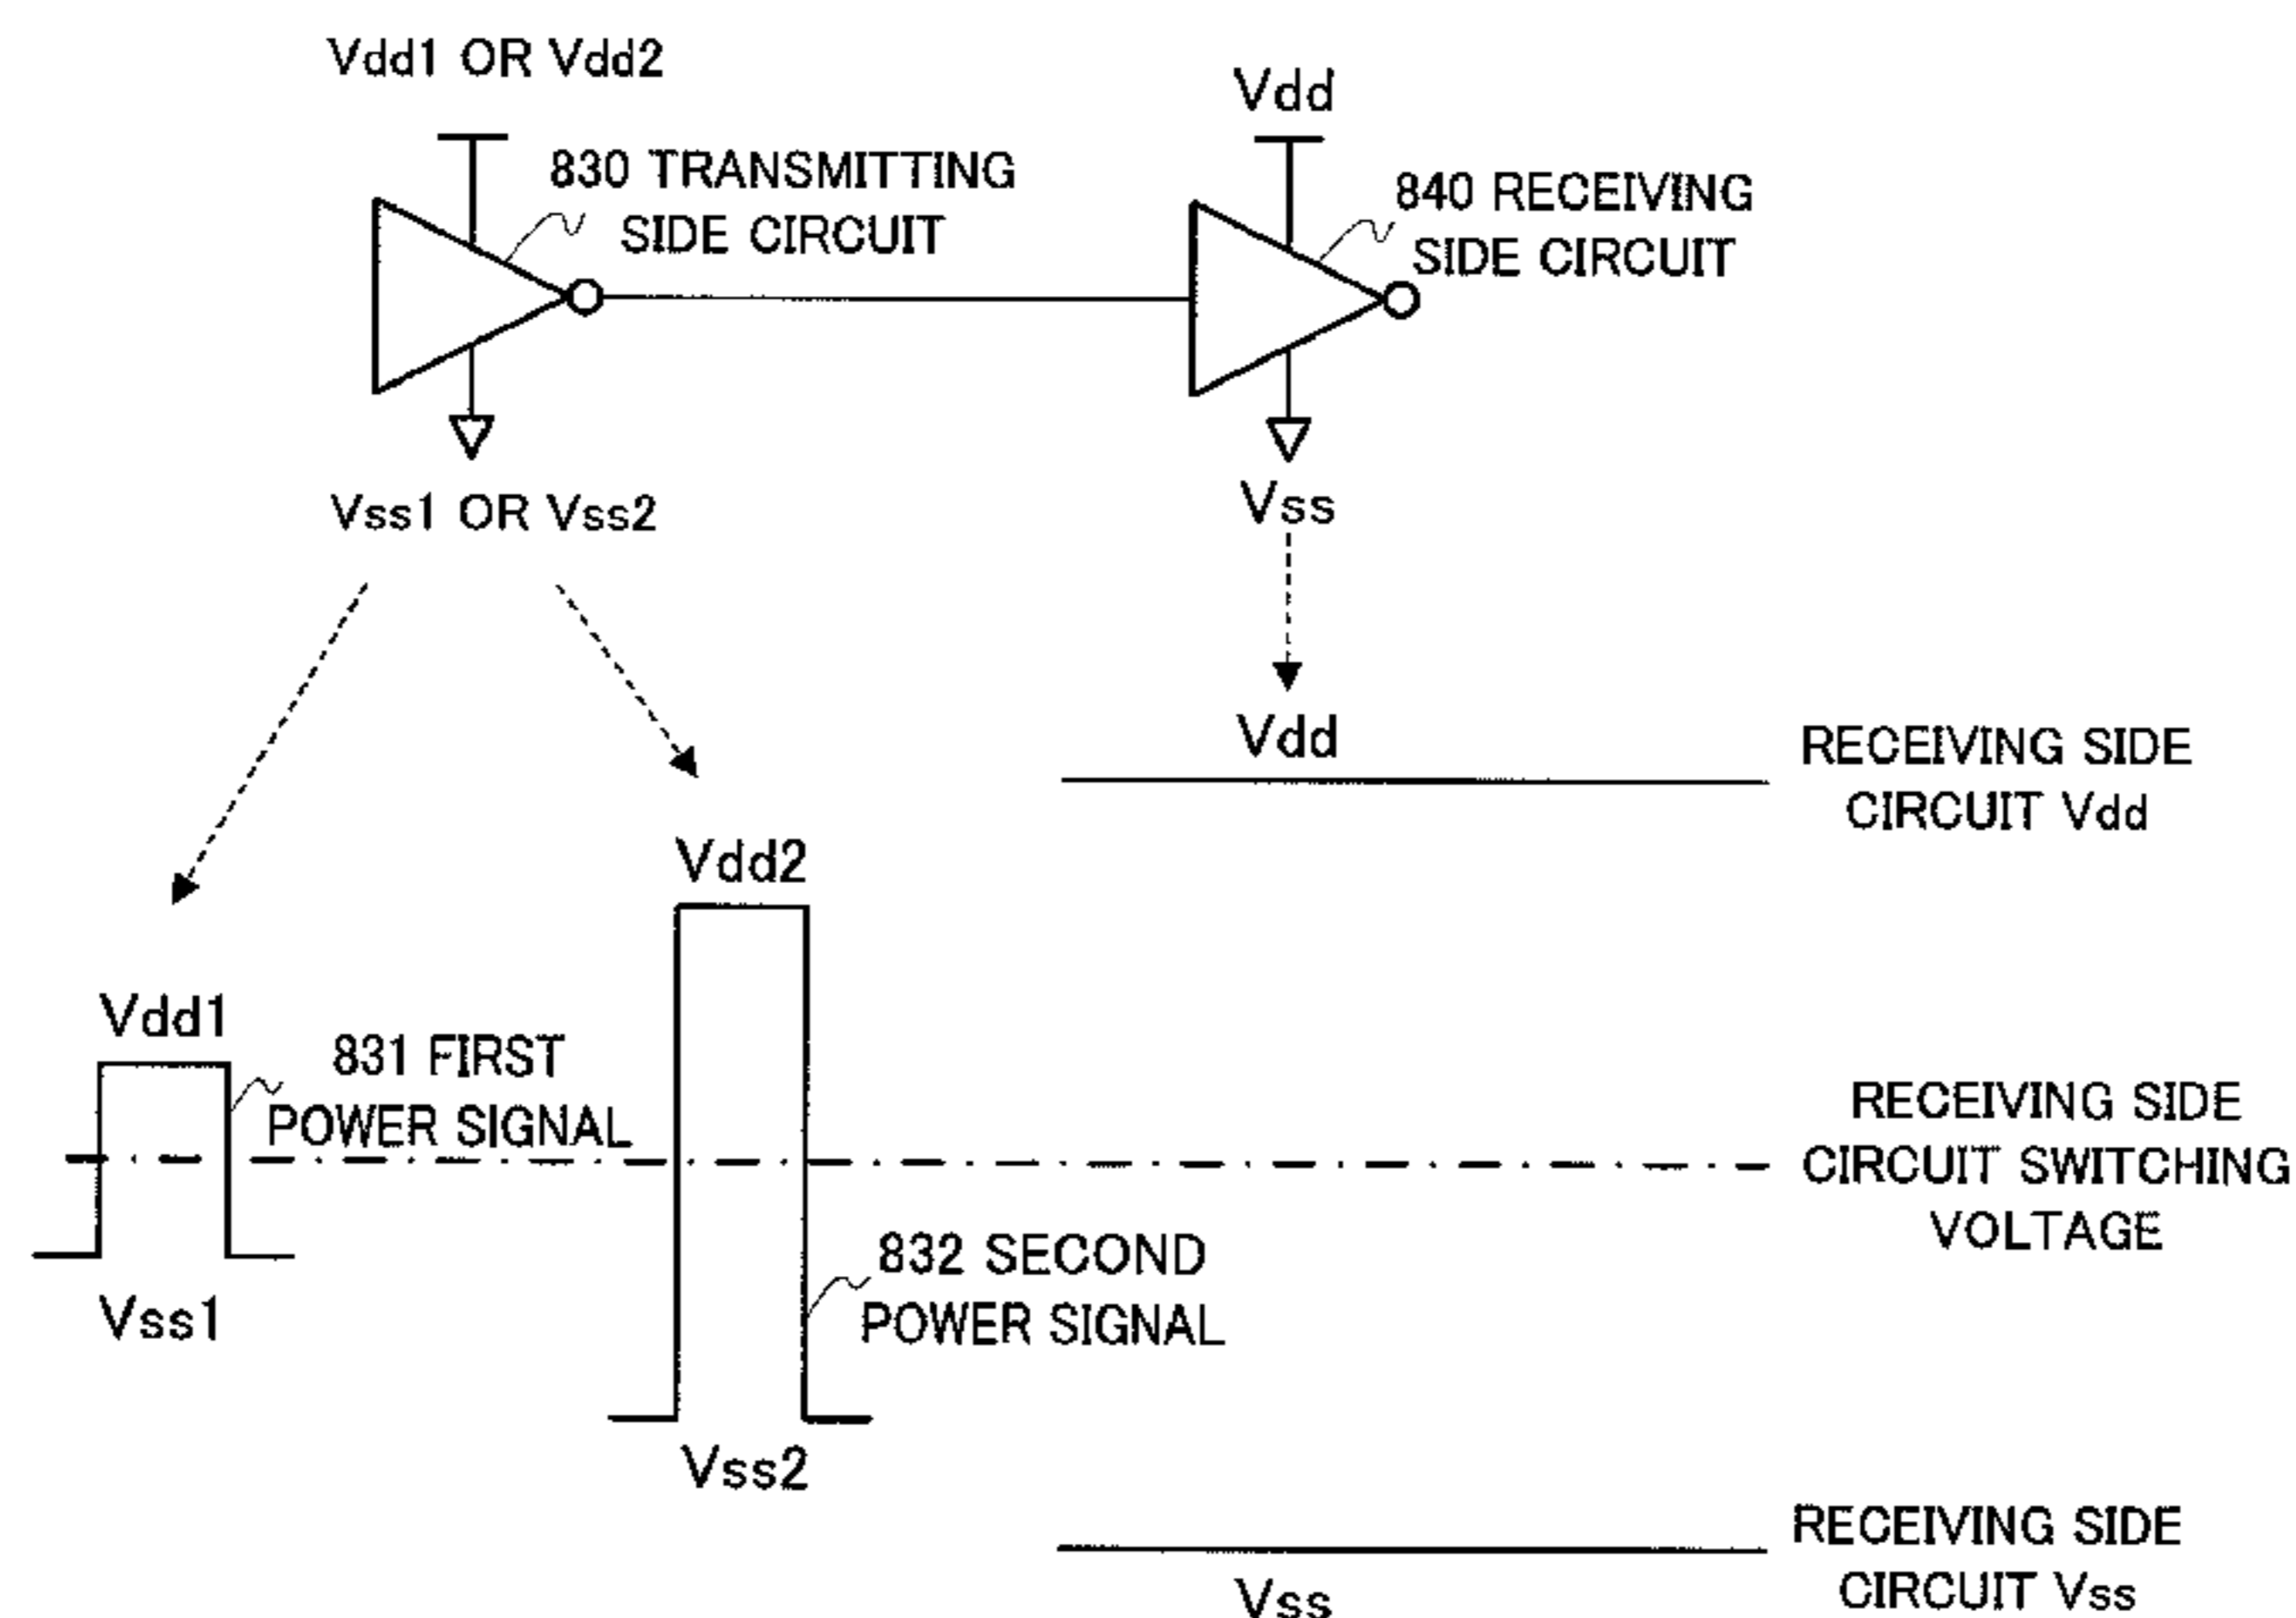 Vdd1 OR Vdd2
Vdd
830 TRANSMITTING
SIDE CIRCUIT
840 RECEIVING
SIDE CIRCUIT
Vss1 OR Vss2
Vss
Vdd
RECEIVING SIDE
CIRCUIT Vdd
Vdd2
Vdd1
831 FIRST
POWER SIGNAL
RECEIVING SIDE
CIRCUIT SWITCHING
VOLTAGE
832 SECOND
POWER SIGNAL
Vss1
Vss2
RECEIVING SIDE
CIRCUIT Vss
Vss